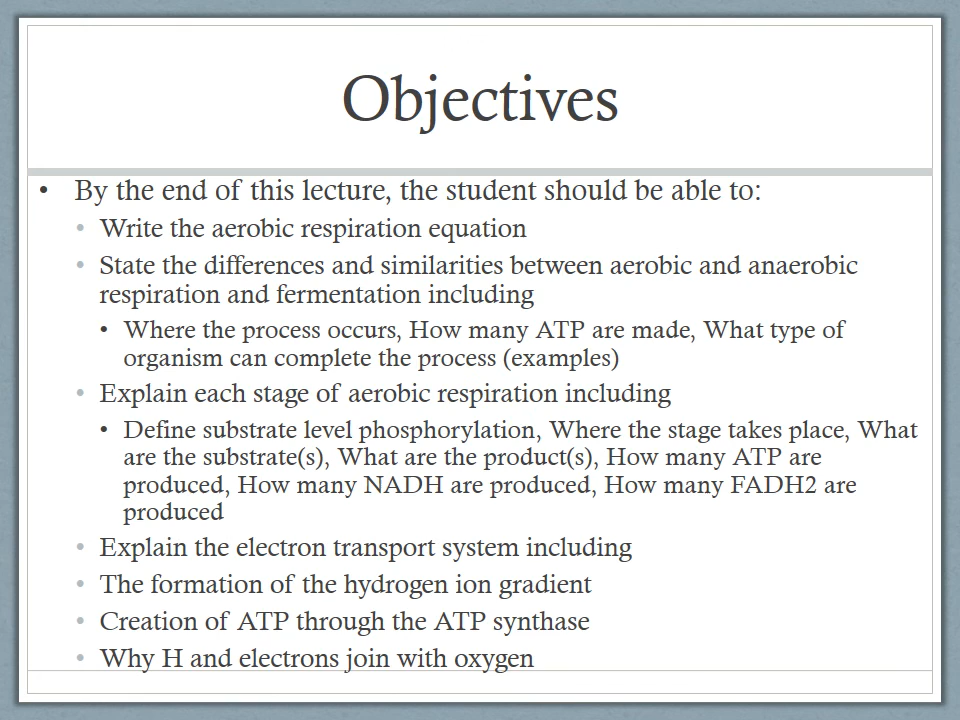 Objectives
• By the end of this lecture, the student should be able to:
• Write the aerobic respiration equation
• State the differences and similarities between aerobic and anaerobic
respiration and fermentation including
• Where the process occurs, How many ATP are made, What type of
organism can complete the process (examples)
• Explain each stage of aerobic respiration including
• Define substrate level phosphorylation, Where the stage takes place, What
are the substrate(s), What are the product(s), How many ATP are
produced, How many NADH are produced, How many FADH2 are
produced
• Explain the electron transport system including
• The formation of the hydrogen ion gradient
• Creation of ATP through the ATP synthase
• Why H and electrons join with oxygen